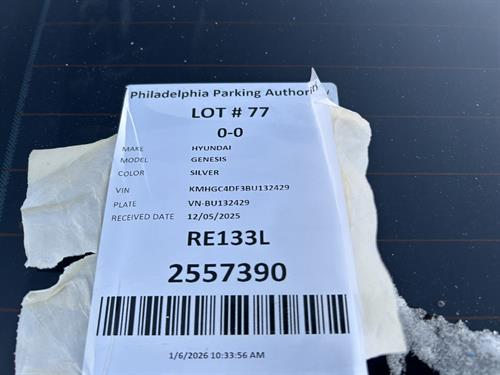 Philadelphia Parking Authority
LOT # 77
0-0
MAKE HYUNDAI
MODEL GENESIS
COLOR SILVER
VIN KMHGC4DF3BU132429
PLATE VN-BU132429
RECEIVED DATE 12/05/2025
RE133L
2557390
1/6/2026 10:33:56 AM